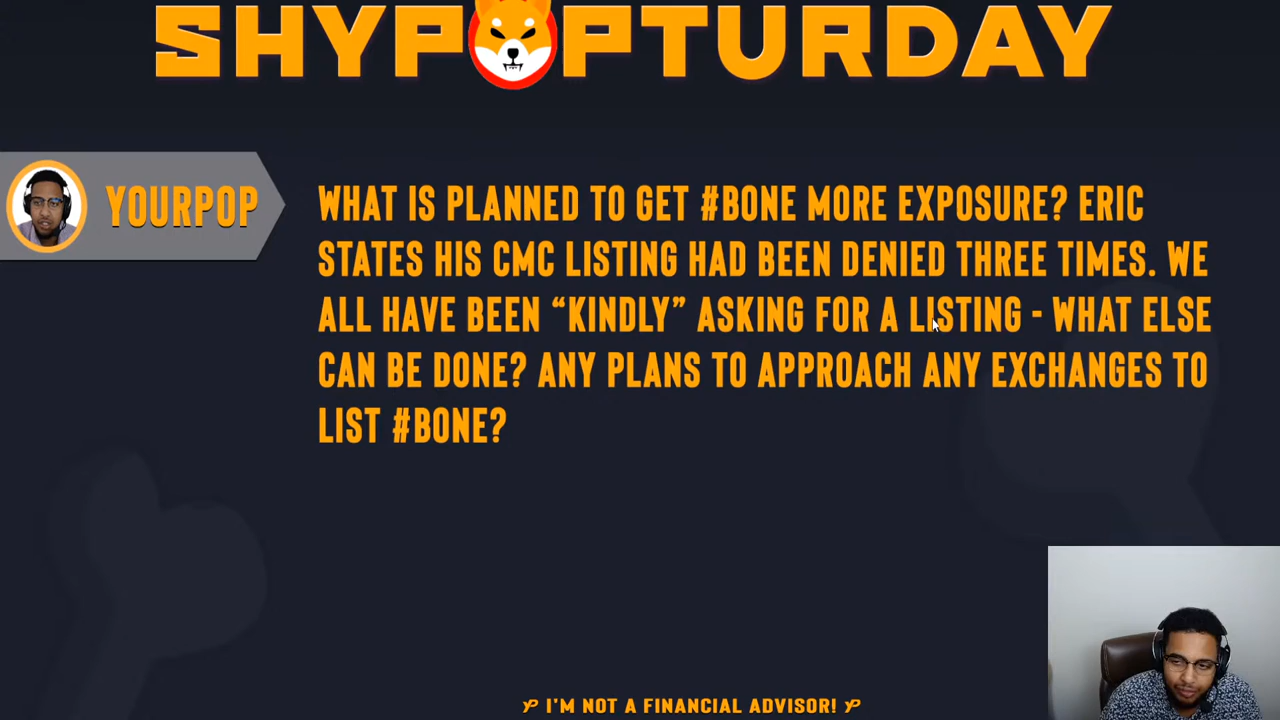 SHYPOPTURDAY
YOURPOP
WHAT IS PLANNED TO GET #BONE MORE EXPOSURE? ERIC
STATES HIS CMC LISTING HAD BEEN DENIED THREE TIMES. WE
ALL HAVE BEEN “KINDLY” ASKING FOR A LISTING - WHAT ELSE
CAN BE DONE? ANY PLANS TO APPROACH ANY EXCHANGES TO
LIST #BONE?
I'M NOT A FINANCIAL ADVISOR!